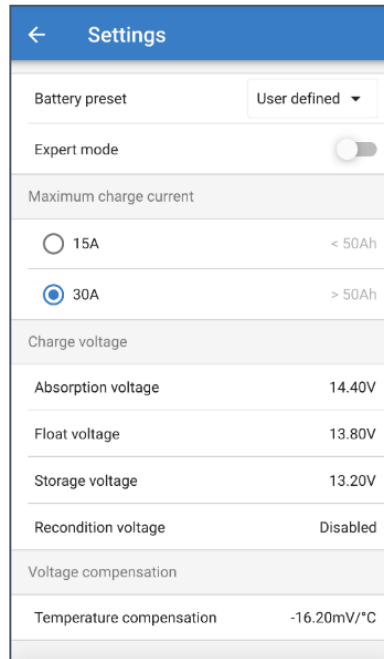 Settings
Battery preset User defined
Expert mode
Maximum charge current
15A < 50Ah
30A > 50Ah
Charge voltage
Absorption voltage 14.40V
Float voltage 13.80V
Storage voltage 13.20V
Recondition voltage Disabled
Voltage compensation
Temperature compensation -16.20mV/°C